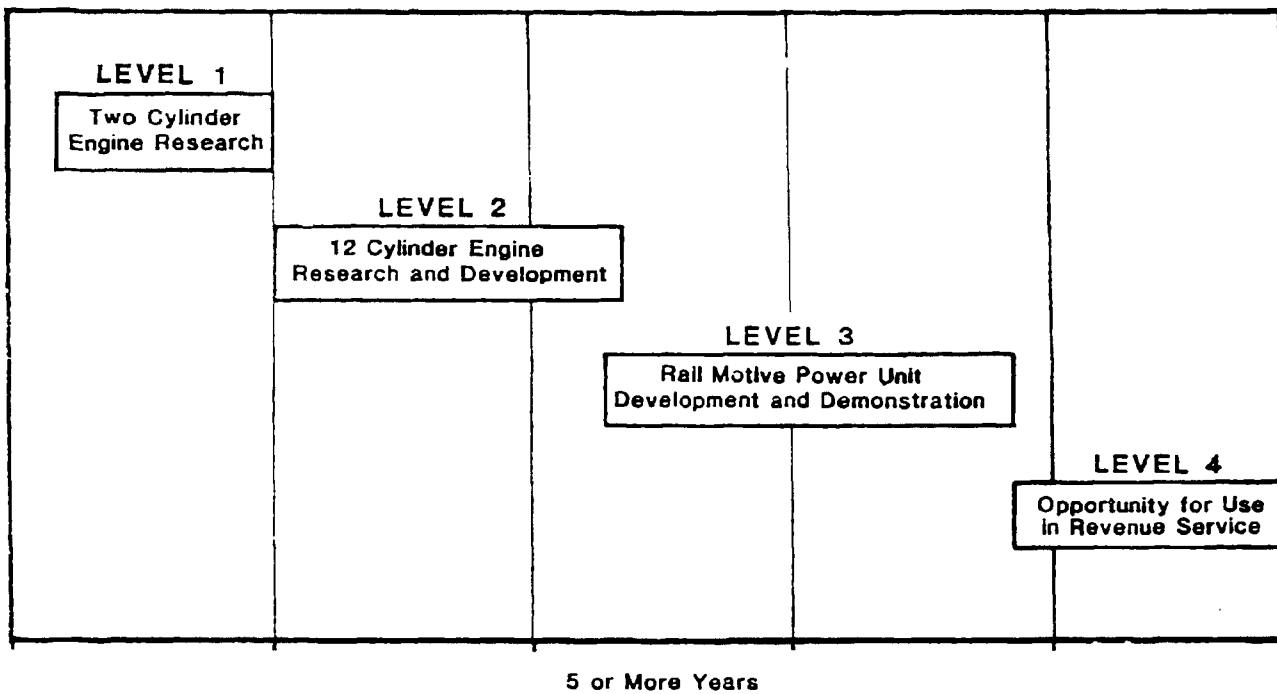 LEVEL 1
Two Cylinder
Engine Research
LEVEL 2
12 Cylinder Engine
Research and Development
LEVEL 3
Rail Motive Power Unit
Development and Demonstration
LEVEL 4
Opportunity for Use
in Revenue Service
5 or More Years